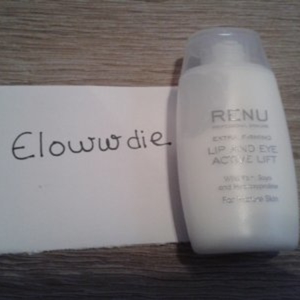 Elowwdie
RENU
EXTRA FIRMING
LIP AND EYE
ACTIVE LIFT
For Mature Skin